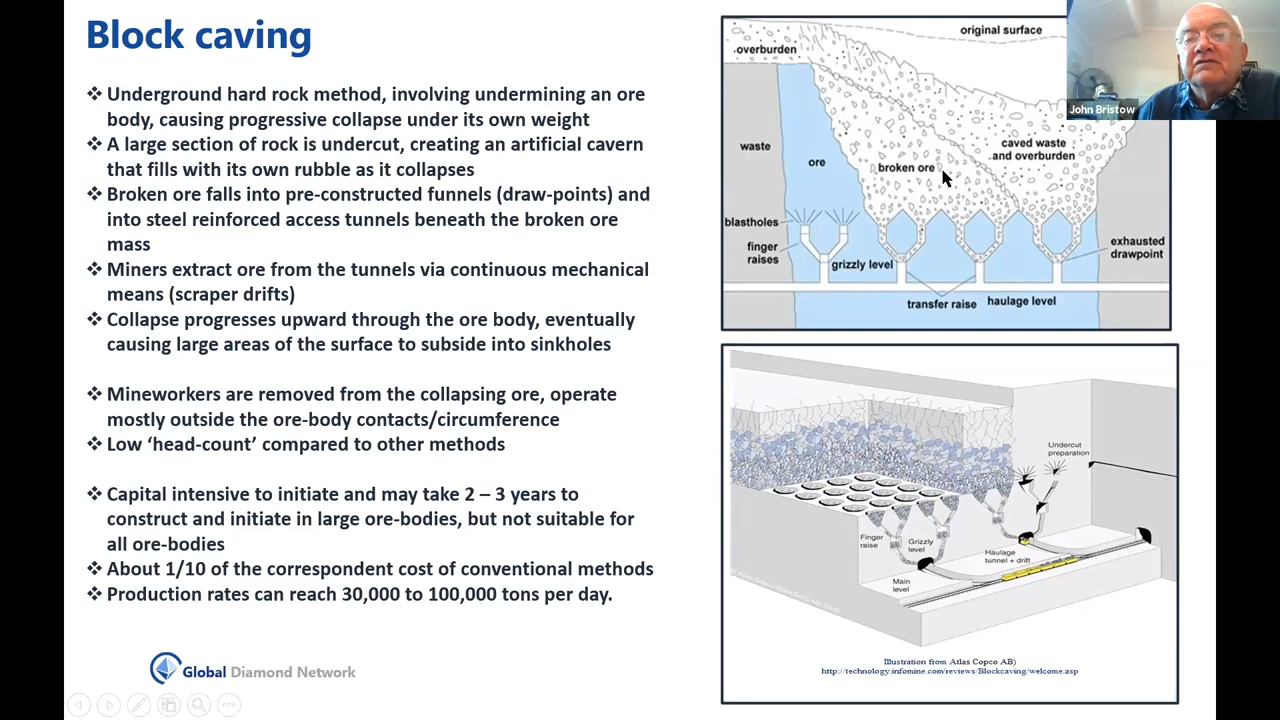 Block caving
❖ Underground hard rock method, involving undermining an ore
body, causing progressive collapse under its own weight
❖ A large section of rock is undercut, creating an artificial cavern
that fills with its own rubble as it collapses
❖ Broken ore falls into pre-constructed funnels (draw-points) and
into steel reinforced access tunnels beneath the broken ore
mass
❖ Miners extract ore from the tunnels via continuous mechanical
means (scraper drifts)
❖ Collapse progresses upward through the ore body, eventually
causing large areas of the surface to subside into sinkholes
❖ Mineworkers are removed from the collapsing ore, operate
mostly outside the ore-body contacts/circumference
❖ Low ‘head-count’ compared to other methods
❖ Capital intensive to initiate and may take 2 – 3 years to
construct and initiate in large ore-bodies, but not suitable for
all ore-bodies
❖ About 1/10 of the correspondent cost of conventional methods
❖ Production rates can reach 30,000 to 100,000 tons per day.
Global Diamond Network
original surface
overburden
John Bristow
waste
ore
caved waste
and overburden
broken ore
blastholes
finger
raises
grizzly level
exhausted
drawpoint
transfer raise
haulage level
Undercut
preparation
Finger
raise
Grizzly
level
Haulage
tunnel + drift
Main
level
Illustration from Atlas Copco AB)
http://technology.infomine.com/reviews/Blockcaving/welcome.asp